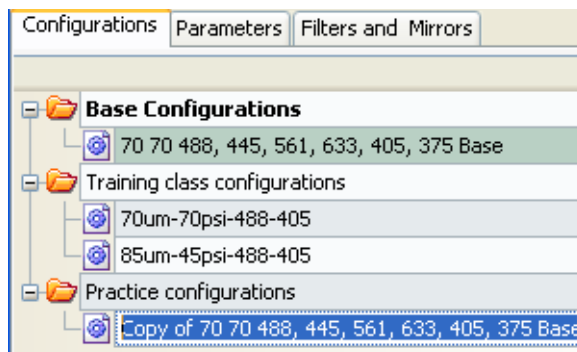 Configurations Parameters Filters and Mirrors
Base Configurations
70 70 488, 445, 561, 633, 405, 375 Base
Training class configurations
70um-70psi-488-405
85um-45psi-488-405
Practice configurations
Copy of 70 70 488, 445, 561, 633, 405, 375 Base